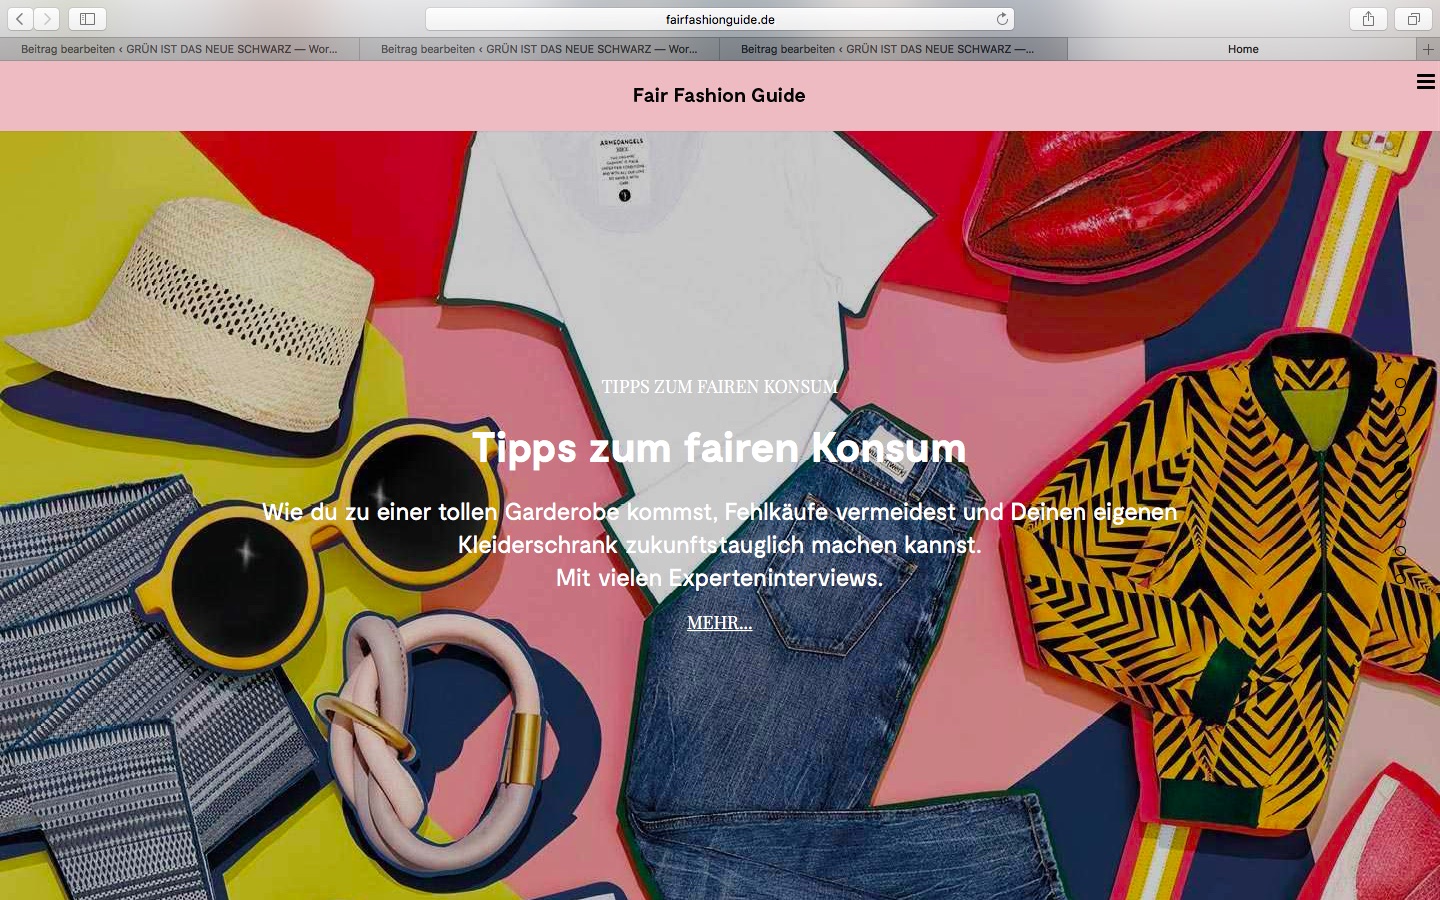 fairfashionguide.de
Beitrag bearbeiten ‹ GRÜN IST DAS NEUE SCHWARZ — Wor...
Beitrag bearbeiten ‹ GRÜN IST DAS NEUE SCHWARZ — Wor...
Beitrag bearbeiten ‹ GRÜN IST DAS NEUE SCHWARZ —...
Home
Fair Fashion Guide
ARMEDANGELS
TIPPS ZUM FAIREN KONSUM
Tipps zum fairen Konsum
Wie du zu einer tollen Garderobe kommst, Fehlkäufe vermeidest und Deinen eigenen
Kleiderschrank zukunftstauglich machen kannst.
Mit vielen Experteninterviews.
MEHR...